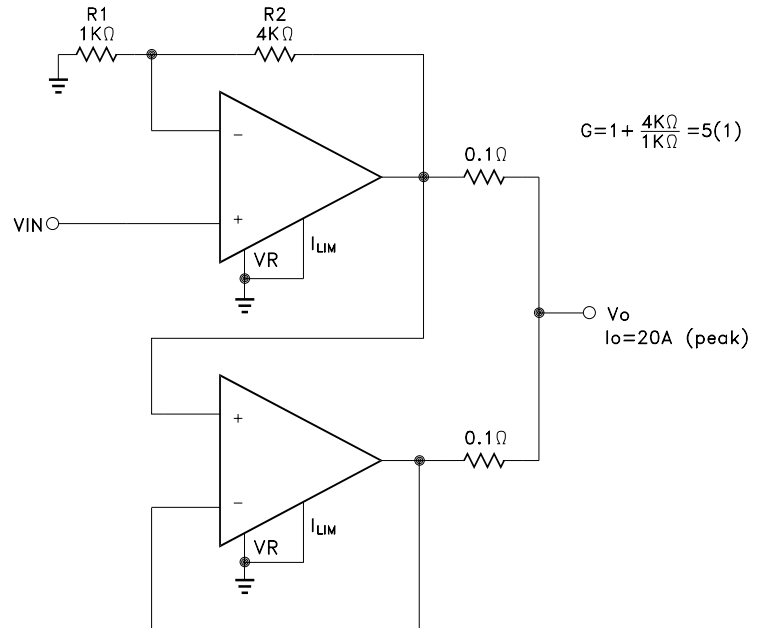 R1
1KΩ
R2
4KΩ
G=1+ 4KΩ/1KΩ =5(1)
0.1Ω
−
VIN
+
ILIM
VR
Vo
Io=20A (peak)
+
0.1Ω
−
ILIM
VR